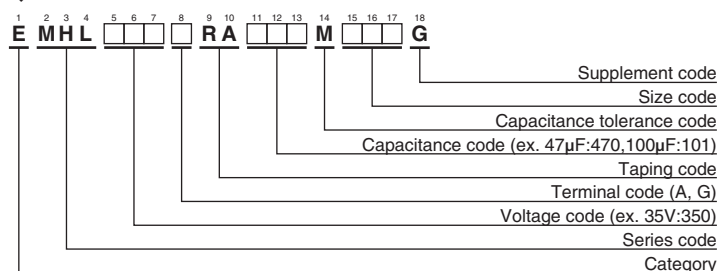 1 2 3 4 5 6 7 8 9 10 11 12 13 14 15 16 17 18
E MHL □□□ □ RA □□□ M □□□ G
Supplement code
Size code
Capacitance tolerance code
Capacitance code (ex. 47µF:470,100µF:101)
Taping code
Terminal code (A, G)
Voltage code (ex. 35V:350)
Series code
Category